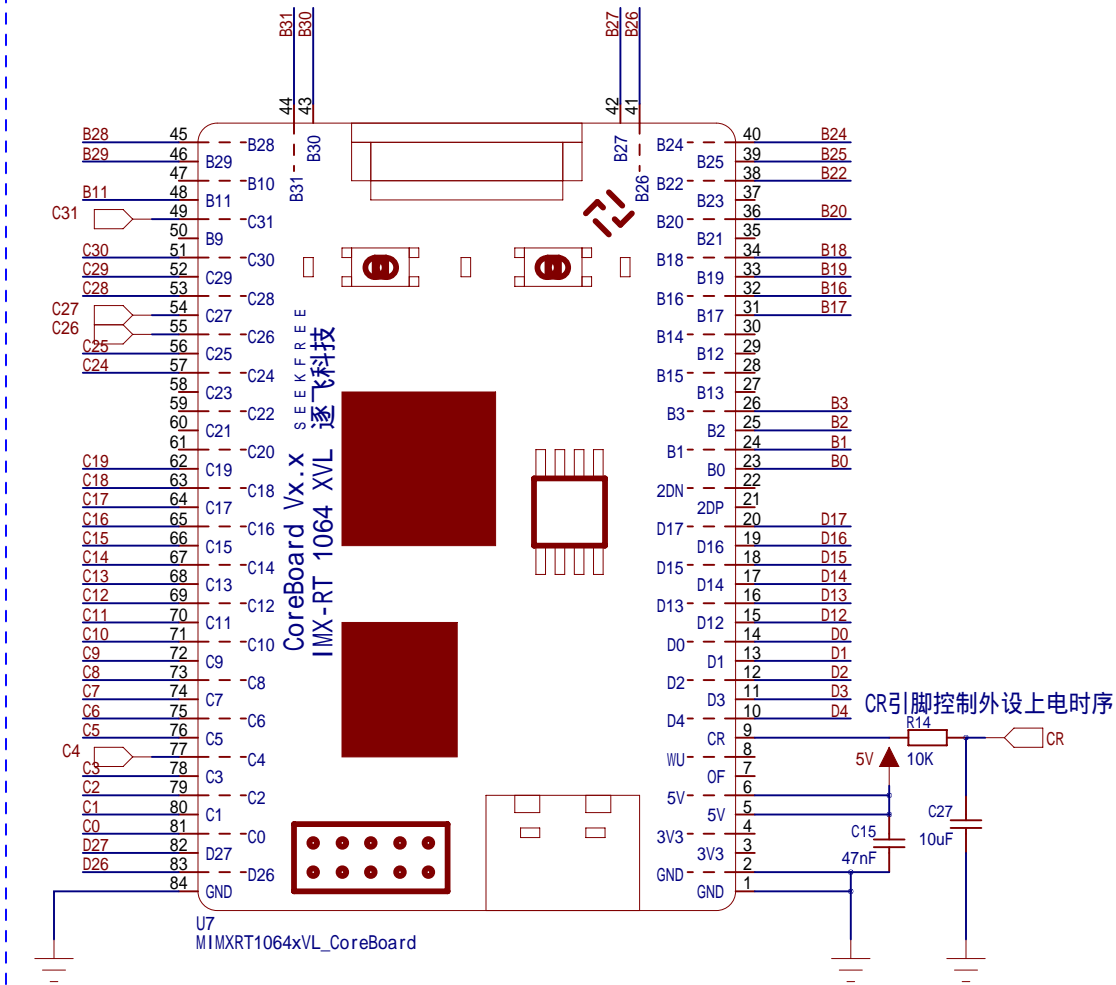 B31
B30
B27
B26
44
43
42
41
B28 45 B28
B29 46 B29
47 B10
B11 48 B11
C31 49 C31
50 B9
C30 51 C30
C29 52 C29
C28 53 C28
C27 54 C27
C26 55 C26
C25 56 C25
C24 57 C24
58 C23
59 C22
60 C21
61 C20
C19 62 C19
C18 63 C18
C17 64 C17
C16 65 C16
C15 66 C15
C14 67 C14
C13 68 C13
C12 69 C12
C11 70 C11
C10 71 C10
C9 72 C9
C8 73 C8
C7 74 C7
C6 75 C6
C5 76 C5
C4 77 C4
C3 78 C3
C2 79 C2
C1 80 C1
C0 81 C0
D27 82 D27
D26 83 D26
84 GND
B31
B30
B27
B26
SEEKFREE
逐飞科技
CoreBoard Vx.x
IMX-RT 1064 XVL
B24 40 B24
B25 39 B25
B22 38 B22
B23 37
B20 36 B20
B21 35
B18 34 B18
B19 33 B19
B16 32 B16
B17 31 B17
B14 30
B12 29
B15 28
B13 27
B3 26 B3
B2 25 B2
B1 24 B1
B0 23 B0
2DN 22
2DP 21
D17 20 D17
D16 19 D16
D15 18 D15
D14 17 D14
D13 16 D13
D12 15 D12
D0 14 D0
D1 13 D1
D2 12 D2
D3 11 D3
D4 10 D4
CR 9
WU 8
OF 7
5V 6
5V 5
3V3 4
3V3 3
GND 2
GND 1
CR引脚控制外设上电时序
R14
10K
CR
5V
C15
47nF
C27
10uF
U7
MIMXRT1064xVL_CoreBoard